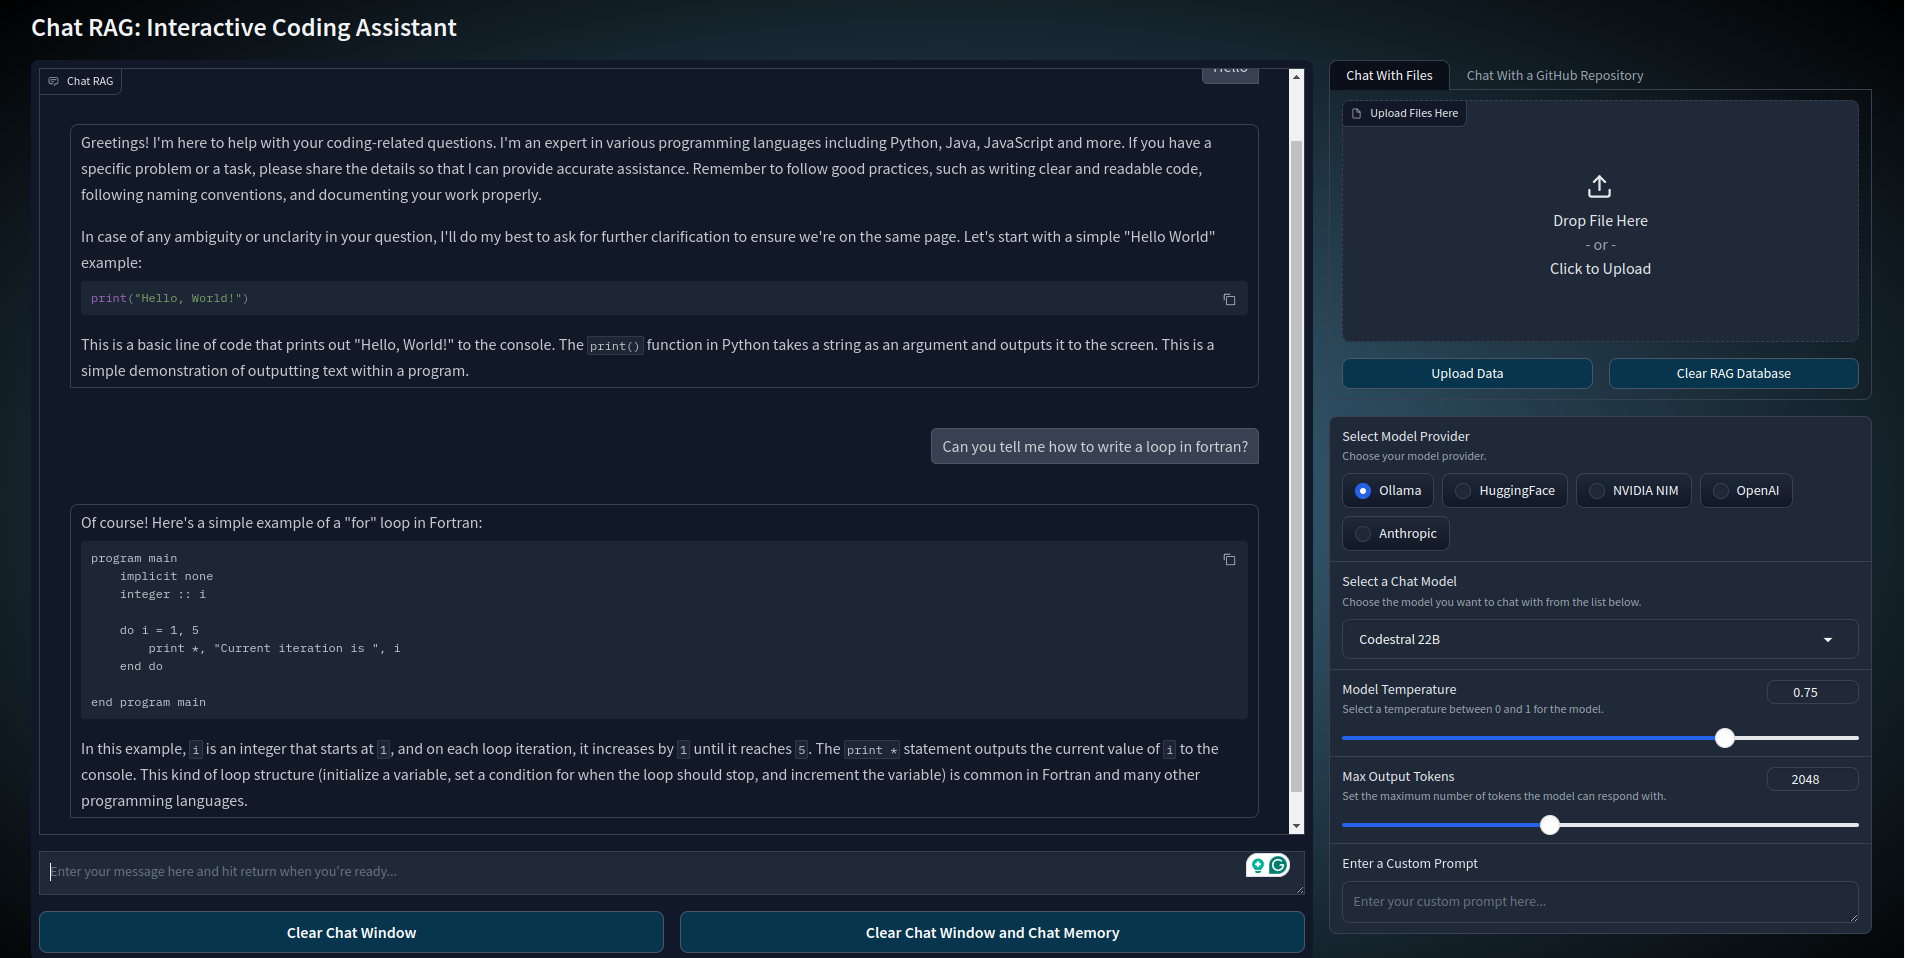 Chat RAG: Interactive Coding Assistant
Chat RAG
Hello
Greetings! I'm here to help with your coding-related questions. I'm an expert in various programming languages including Python, Java, JavaScript and more. If you have a
specific problem or a task, please share the details so that I can provide accurate assistance. Remember to follow good practices, such as writing clear and readable code,
following naming conventions, and documenting your work properly.
In case of any ambiguity or unclarity in your question, I'll do my best to ask for further clarification to ensure we're on the same page. Let's start with a simple "Hello World"
example:
print("Hello, World!")
This is a basic line of code that prints out "Hello, World!" to the console. The print() function in Python takes a string as an argument and outputs it to the screen. This is a
simple demonstration of outputting text within a program.
Can you tell me how to write a loop in fortran?
Of course! Here's a simple example of a "for" loop in Fortran:
program main
    implicit none
    integer :: i
    do i = 1, 5
        print *, "Current iteration is ", i
    end do
end program main
In this example, i is an integer that starts at 1, and on each loop iteration, it increases by 1 until it reaches 5. The print * statement outputs the current value of i to the
console. This kind of loop structure (initialize a variable, set a condition for when the loop should stop, and increment the variable) is common in Fortran and many other
programming languages.
Enter your message here and hit return when you're ready...
Clear Chat Window
Clear Chat Window and Chat Memory
Chat With Files
Chat With a GitHub Repository
Upload Files Here
Drop File Here
- or -
Click to Upload
Upload Data
Clear RAG Database
Select Model Provider
Choose your model provider.
Ollama
HuggingFace
NVIDIA NIM
OpenAI
Anthropic
Select a Chat Model
Choose the model you want to chat with from the list below.
Codestral 22B
Model Temperature
0.75
Select a temperature between 0 and 1 for the model.
Max Output Tokens
2048
Set the maximum number of tokens the model can respond with.
Enter a Custom Prompt
Enter your custom prompt here...